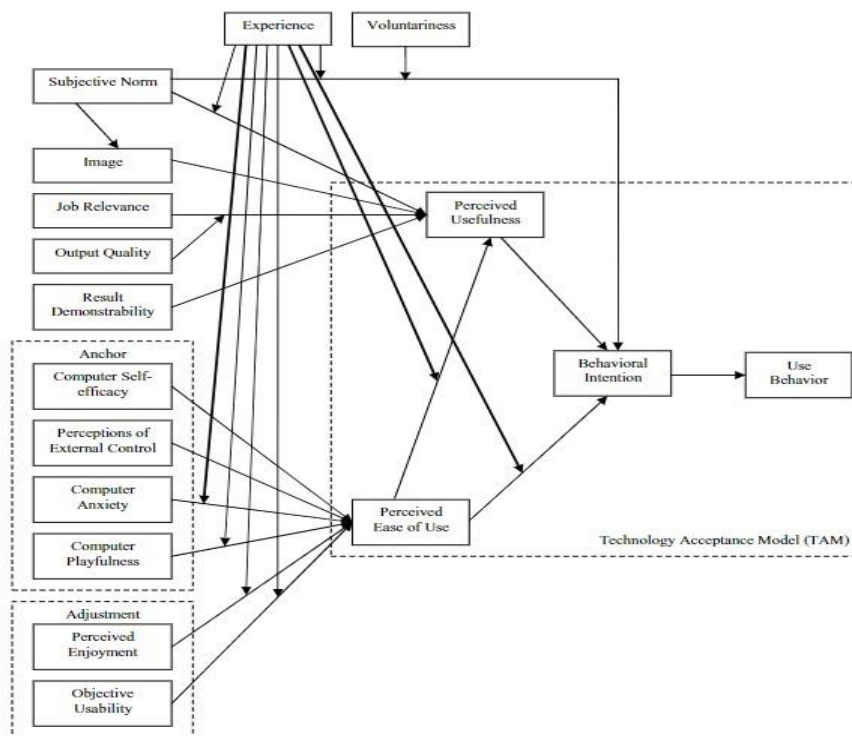 Experience
Voluntariness
Subjective Norm
Image
Job Relevance
Output Quality
Result
Demonstrability
Perceived
Usefulness
Anchor
Computer Self-
efficacy
Perceptions of
External Control
Computer
Anxiety
Computer
Playfulness
Behavioral
Intention
Use
Behavior
Perceived
Ease of Use
Technology Acceptance Model (TAM)
Adjustment
Perceived
Enjoyment
Objective
Usability